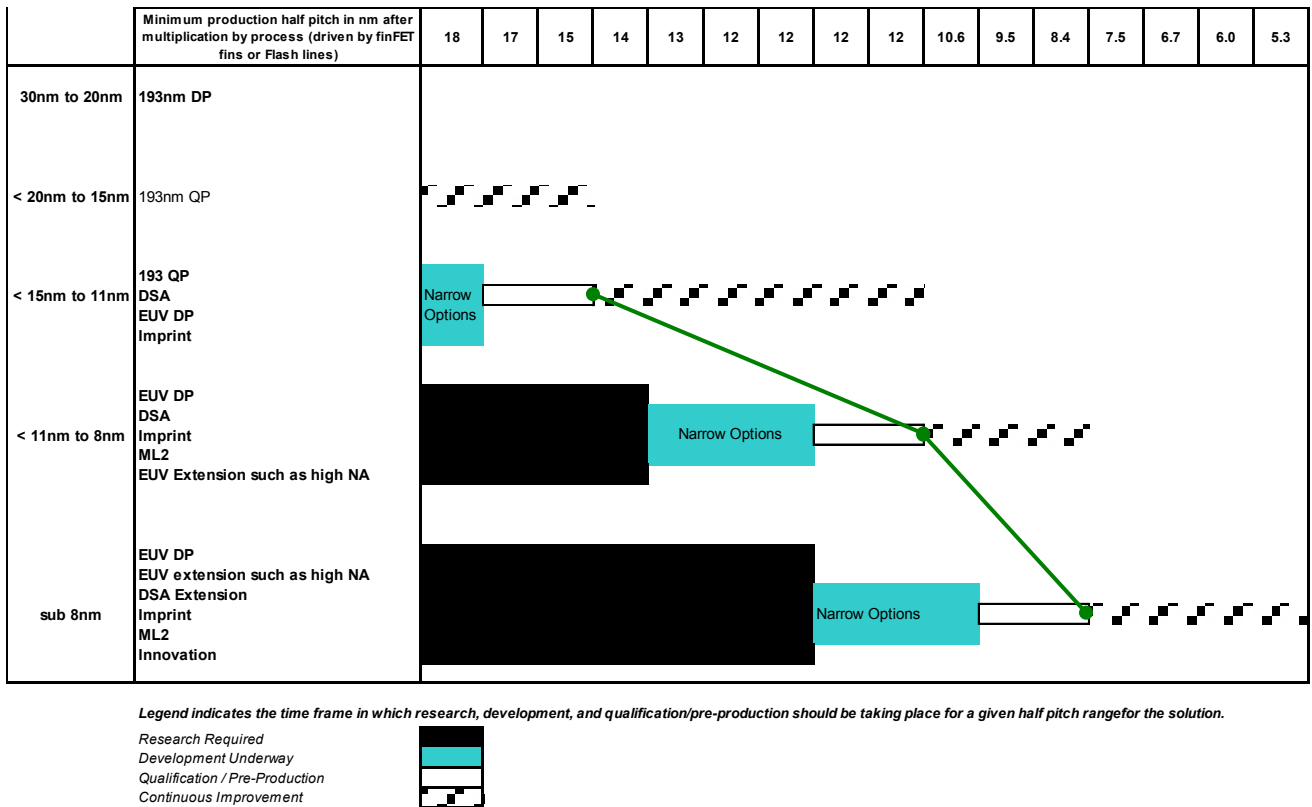 Minimum production half pitch in nm after
multiplication by process (driven by finFET
fins or Flash lines)
18 17 15 14 13 12 12 12 12 10.6 9.5 8.4 7.5 6.7 6.0 5.3
30nm to 20nm 193nm DP
< 20nm to 15nm 193nm QP
< 15nm to 11nm
193 QP
DSA
EUV DP
Imprint
Narrow
Options
< 11nm to 8nm
EUV DP
DSA
Imprint
ML2
EUV Extension such as high NA
Narrow Options
sub 8nm
EUV DP
EUV extension such as high NA
DSA Extension
Imprint
ML2
Innovation
Narrow Options
Legend indicates the time frame in which research, development, and qualification/pre-production should be taking place for a given half pitch rangefor the solution.
Research Required
Development Underway
Qualification / Pre-Production
Continuous Improvement